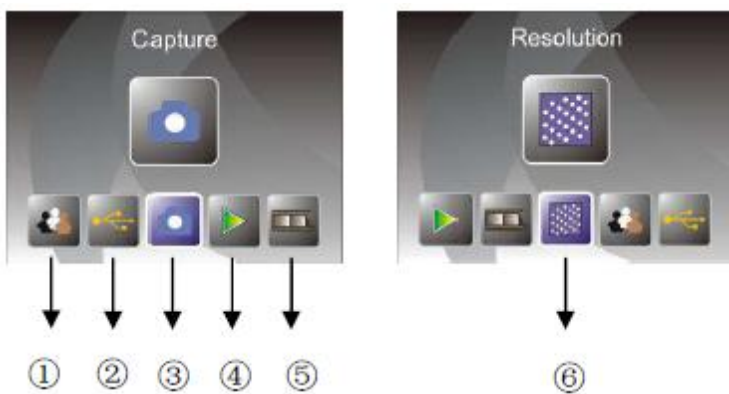 Capture
Resolution
① ② ③ ④ ⑤
⑥